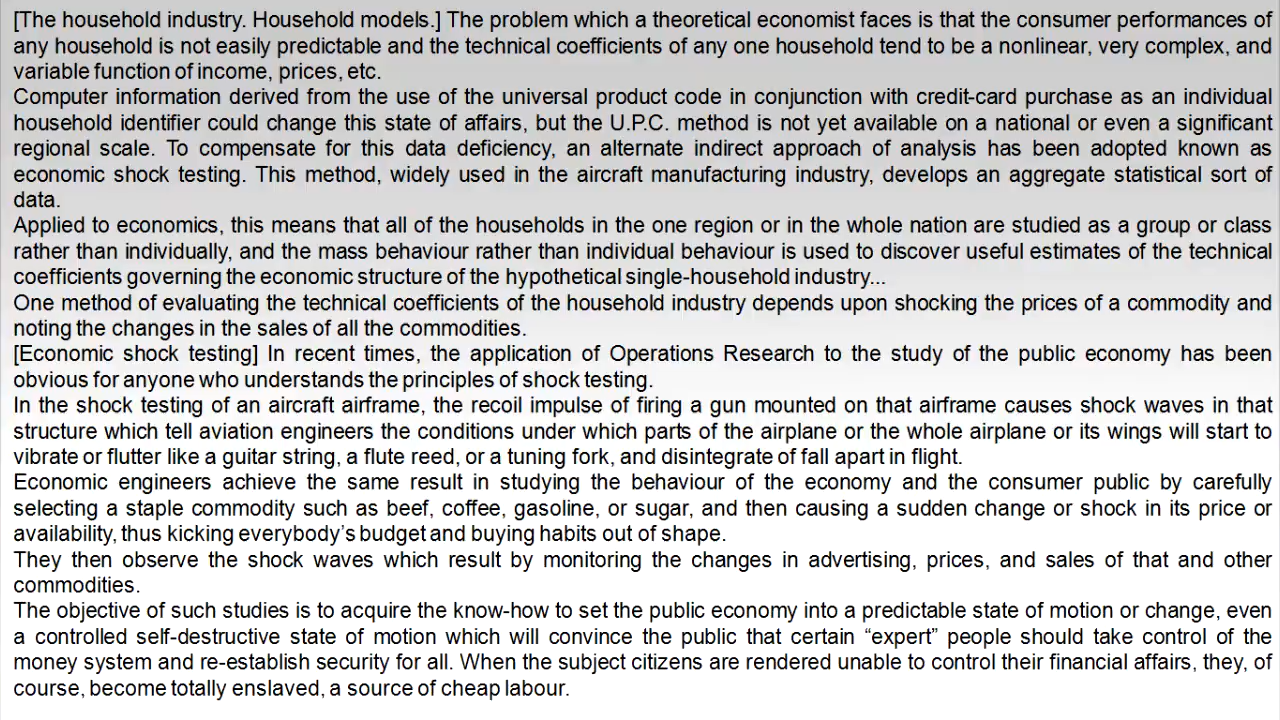 [The household industry. Household models.] The problem which a theoretical economist faces is that the consumer performances of
any household is not easily predictable and the technical coefficients of any one household tend to be a nonlinear, very complex, and
variable function of income, prices, etc.
Computer information derived from the use of the universal product code in conjunction with credit-card purchase as an individual
household identifier could change this state of affairs, but the U.P.C. method is not yet available on a national or even a significant
regional scale. To compensate for this data deficiency, an alternate indirect approach of analysis has been adopted known as
economic shock testing. This method, widely used in the aircraft manufacturing industry, develops an aggregate statistical sort of
data.
Applied to economics, this means that all of the households in the one region or in the whole nation are studied as a group or class
rather than individually, and the mass behaviour rather than individual behaviour is used to discover useful estimates of the technical
coefficients governing the economic structure of the hypothetical single-household industry...
One method of evaluating the technical coefficients of the household industry depends upon shocking the prices of a commodity and
noting the changes in the sales of all the commodities.
[Economic shock testing] In recent times, the application of Operations Research to the study of the public economy has been
obvious for anyone who understands the principles of shock testing.
In the shock testing of an aircraft airframe, the recoil impulse of firing a gun mounted on that airframe causes shock waves in that
structure which tell aviation engineers the conditions under which parts of the airplane or the whole airplane or its wings will start to
vibrate or flutter like a guitar string, a flute reed, or a tuning fork, and disintegrate of fall apart in flight.
Economic engineers achieve the same result in studying the behaviour of the economy and the consumer public by carefully
selecting a staple commodity such as beef, coffee, gasoline, or sugar, and then causing a sudden change or shock in its price or
availability, thus kicking everybody's budget and buying habits out of shape.
They then observe the shock waves which result by monitoring the changes in advertising, prices, and sales of that and other
commodities.
The objective of such studies is to acquire the know-how to set the public economy into a predictable state of motion or change, even
a controlled self-destructive state of motion which will convince the public that certain “expert” people should take control of the
money system and re-establish security for all. When the subject citizens are rendered unable to control their financial affairs, they, of
course, become totally enslaved, a source of cheap labour.